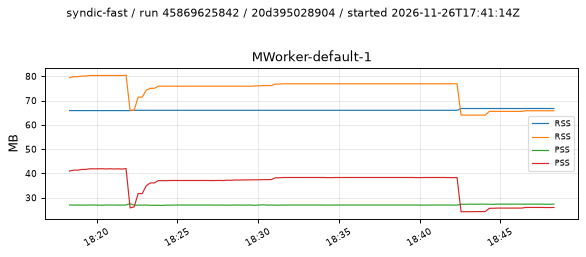 syndic-fast / run 45869625842 / 20d395028904 / started 2026-11-26T17:41:14Z
MWorker-default-1
MB
80
70
60
50
40
30
18:20
18:25
18:30
18:35
18:40
18:45
RSS
RSS
PSS
PSS